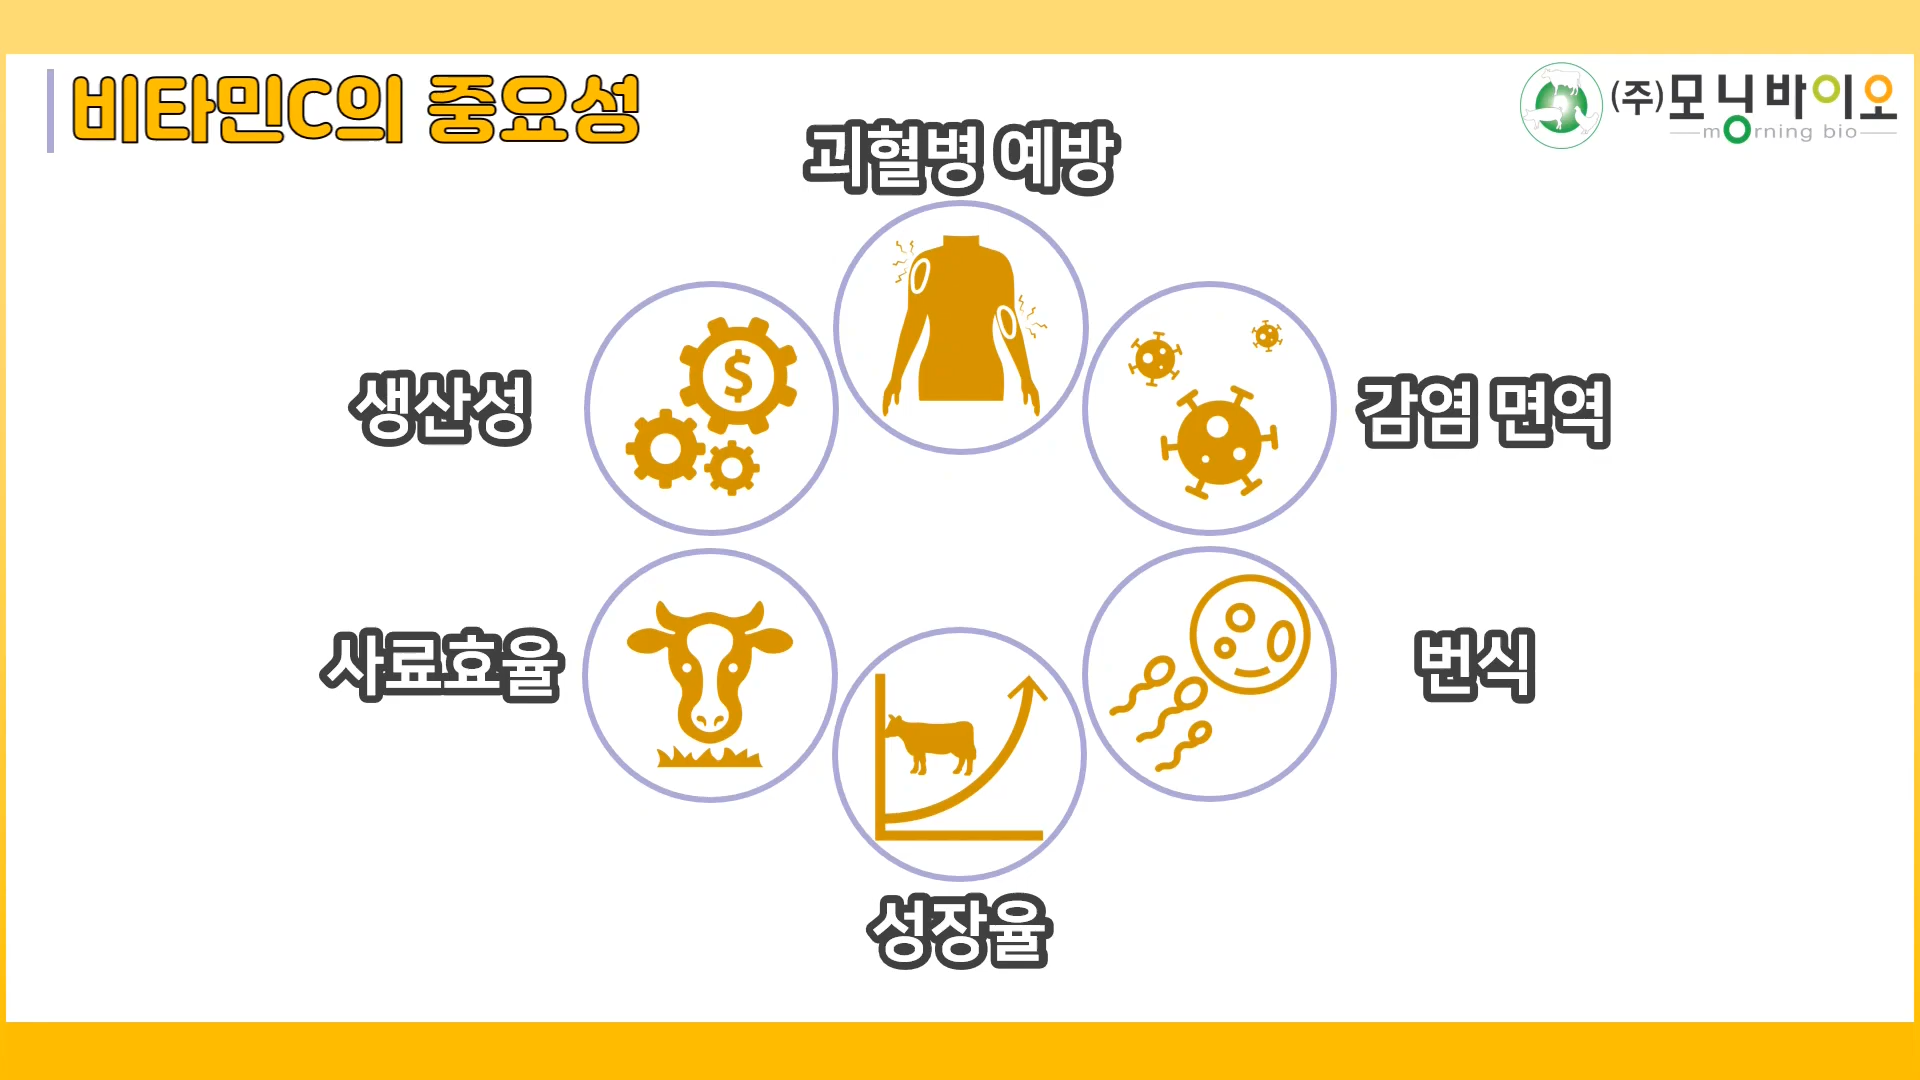 비타민C의 중요성
(주)모닝바이오
morning bio
괴혈병 예방
생산성
$
감염 면역
사료효율
번식
성장율